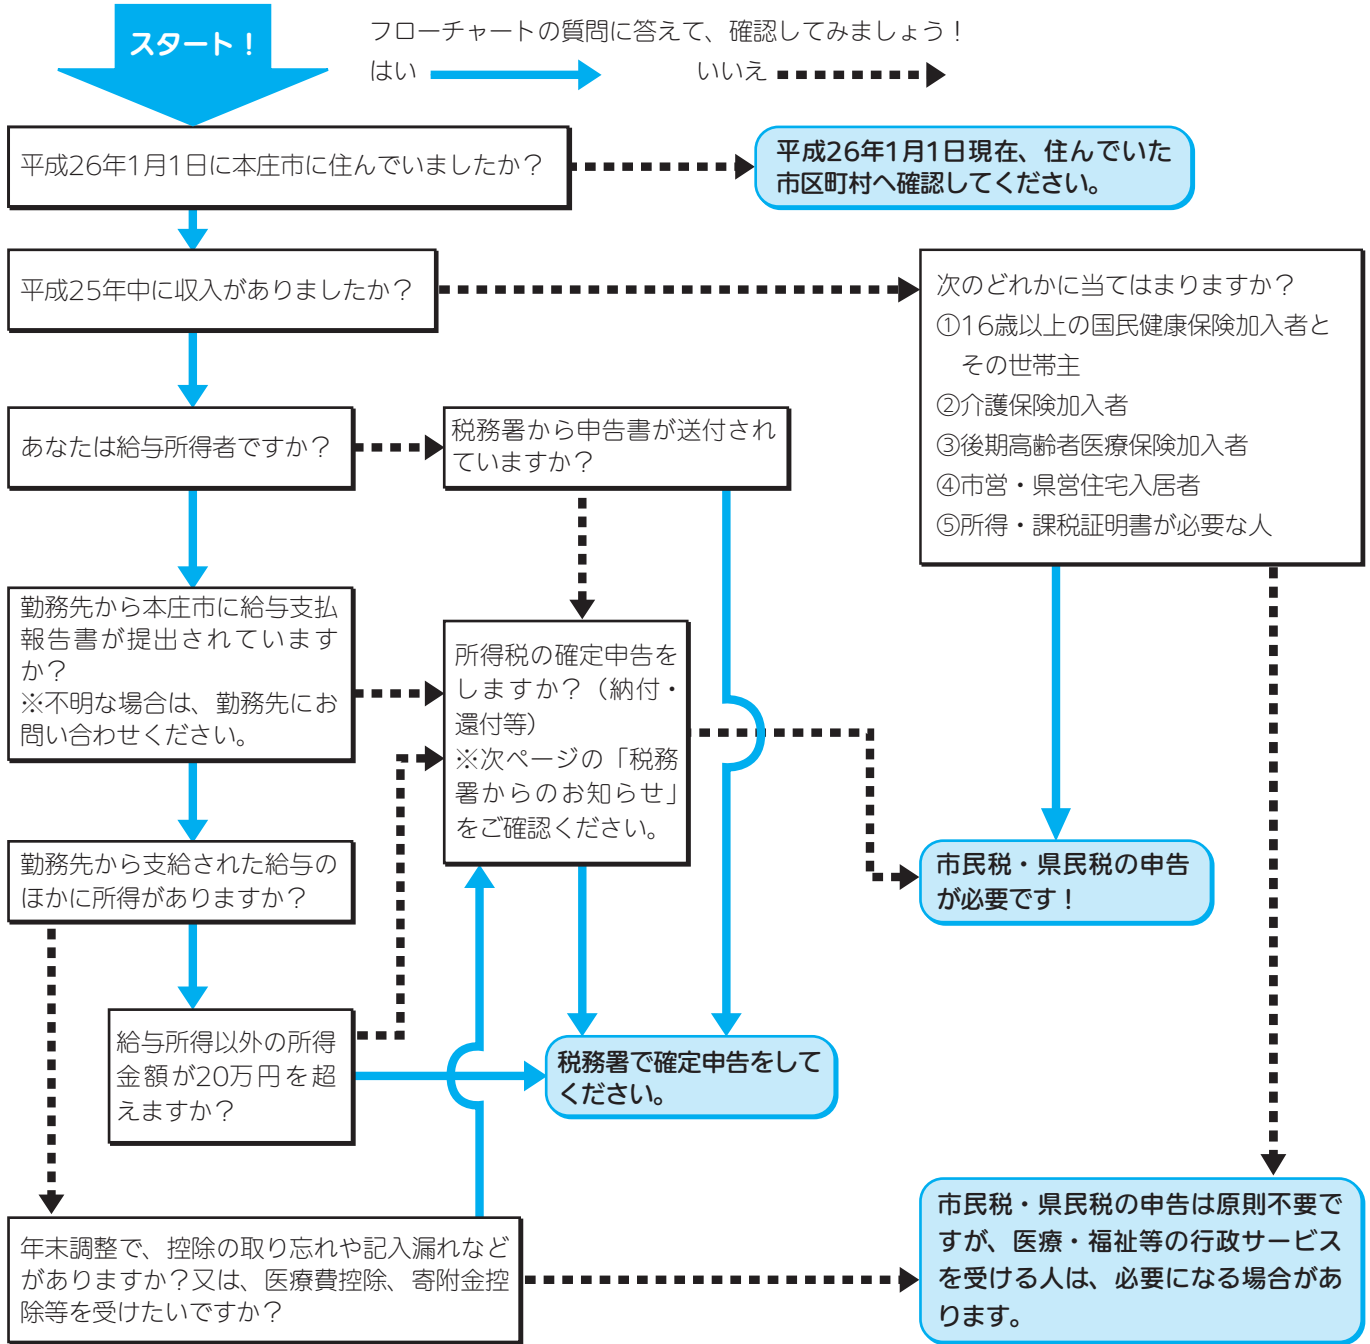 スタート！
フローチャートの質問に答えて、確認してみましょう！
はい
いいえ
平成26年1月1日に本庄市に住んでいましたか？
平成26年1月1日現在、住んでいた
市区町村へ確認してください。
平成25年中に収入がありましたか？
次のどれかに当てはまりますか？
①16歳以上の国民健康保険加入者と
その世帯主
②介護保険加入者
③後期高齢者医療保険加入者
④市営・県営住宅入居者
⑤所得・課税証明書が必要な人
あなたは給与所得者ですか？
税務署から申告書が送付され
ていますか？
勤務先から本庄市に給与支払
報告書が提出されています
か？
※不明な場合は、勤務先にお
問い合わせください。
所得税の確定申告を
しますか？（納付・
還付等）
※次ページの「税務
署からのお知らせ」
をご確認ください。
勤務先から支給された給与の
ほかに所得がありますか？
市民税・県民税の申告
が必要です！
給与所得以外の所得
金額が20万円を超
えますか？
税務署で確定申告をして
ください。
年末調整で、控除の取り忘れや記入漏れなど
がありますか？又は、医療費控除、寄附金控
除等を受けたいですか？
市民税・県民税の申告は原則不要で
すが、医療・福祉等の行政サービス
を受ける人は、必要になる場合があ
ります。